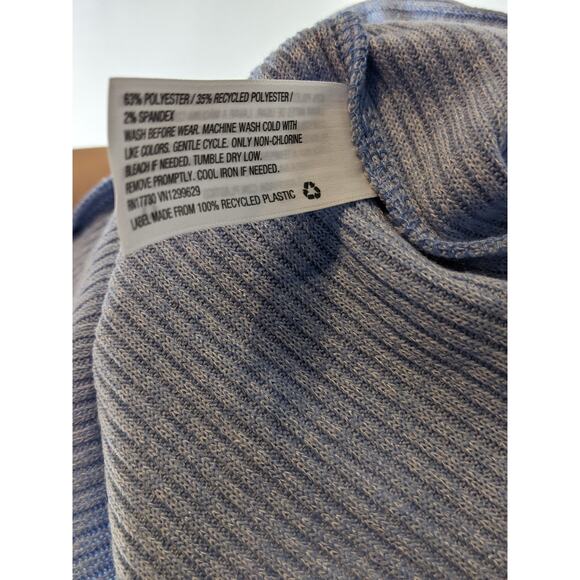 63% POLYESTER / 35% RECYCLED POLYESTER /
2% SPANDEX
WASH BEFORE WEAR. MACHINE WASH COLD WITH
LIKE COLORS. GENTLE CYCLE. ONLY NON-CHLORINE
BLEACH IF NEEDED. TUMBLE DRY LOW.
REMOVE PROMPTLY. COOL IRON IF NEEDED.
RN17730 VN1299629
LABEL MADE FROM 100% RECYCLED PLASTIC